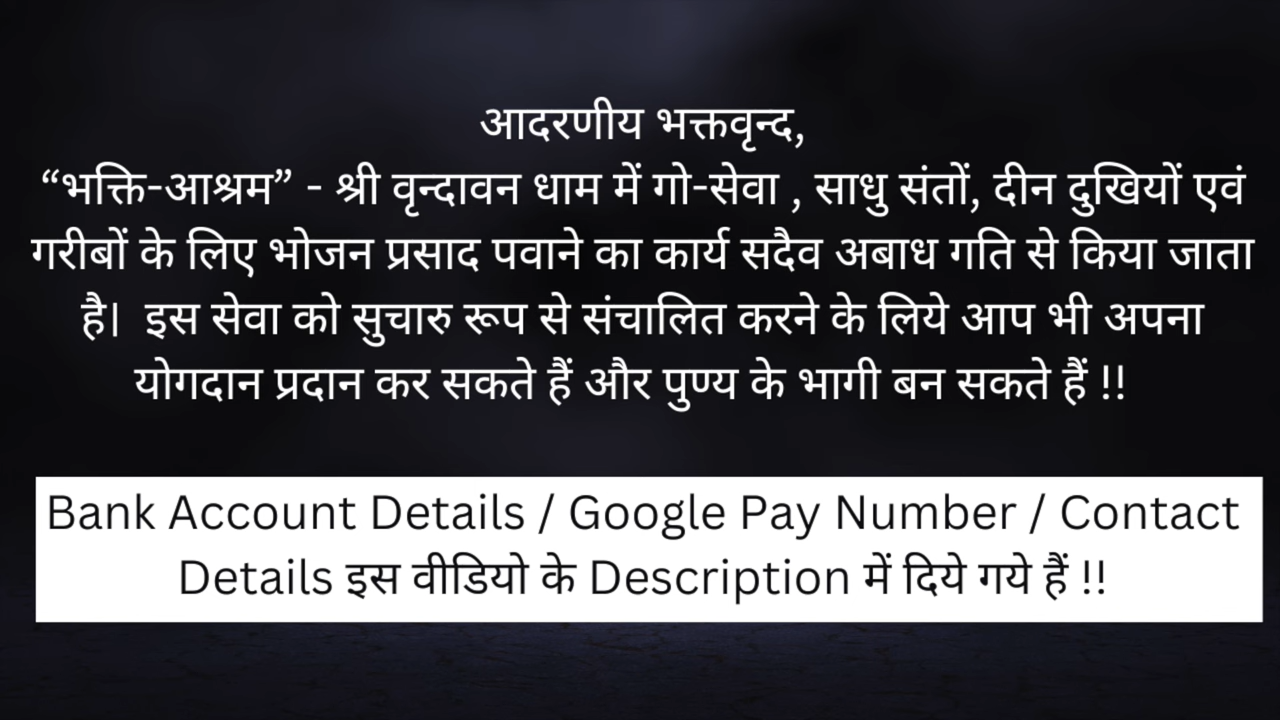 आदरणीय भक्तवृन्द,
“भक्ति-आश्रम” - श्री वृन्दावन धाम में गो-सेवा , साधु संतों, दीन दुखियों एवं
गरीबों के लिए भोजन प्रसाद पवाने का कार्य सदैव अबाध गति से किया जाता
है। इस सेवा को सुचारु रूप से संचालित करने के लिये आप भी अपना
योगदान प्रदान कर सकते हैं और पुण्य के भागी बन सकते हैं !!
Bank Account Details / Google Pay Number / Contact
Details इस वीडियो के Description में दिये गये हैं !!